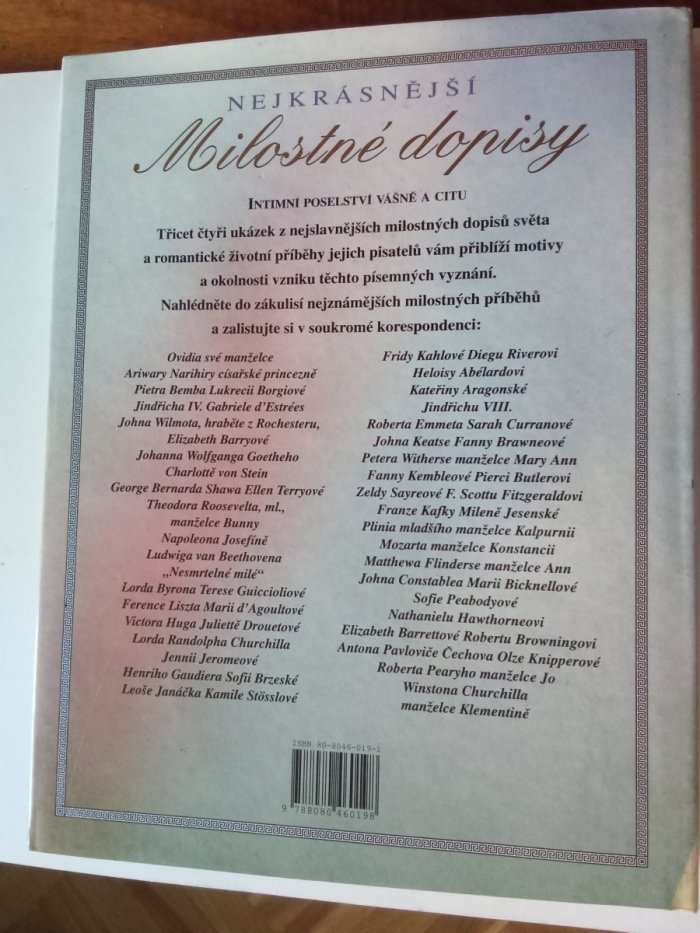 NEJKRÁSNĚJŠÍ
Milostné dopisy
INTIMNÍ POSELSTVÍ VÁŠNĚ A CITU
Třicet čtyři ukázek z nejslavnějších milostných dopisů světa
a romantické životní příběhy jejich pisatelů vám přiblíží motivy
a okolnosti vzniku těchto písemných vyznání.
Nahlédněte do zákulisí nejznámějších milostných příběhů
a zalistujte si v soukromé korespondenci:
Ovidia své manželce
Ariwary Narihiry císařské princezně
Pietra Bemba Lukrecii Borgiové
Jindřicha IV. Gabriele d'Estrées
Johna Wilmota, hraběte z Rochesteru,
Elizabeth Barryové
Johanna Wolfganga Goetheho
Charlottě von Stein
George Bernarda Shawa Ellen Terryové
Theodora Roosevelta, ml.,
manželce Bunny
Napoleona Josefíně
Ludwiga van Beethovena
„Nesmrtelné milé“
Lorda Byrona Terese Guiccioliové
Ference Liszta Marii d'Agoultové
Victora Huga Juliettě Drouetové
Lorda Randolpha Churchilla
Jennii Jeromeové
Henriho Gaudiera Sofii Brzeské
Leoše Janáčka Kamile Stösslové
Fridy Kahlové Diegu Riverovi
Heloisy Abélardovi
Kateřiny Aragonské
Jindřichu VIII.
Roberta Emmeta Sarah Curranové
Johna Keatse Fanny Brawneové
Petera Witherse manželce Mary Ann
Fanny Kembleové Pierci Butlerovi
Zeldy Sayreové F. Scottu Fitzgeraldovi
Franze Kafky Mileně Jesenské
Plinia mladšího manželce Kalpurnii
Mozarta manželce Konstancii
Matthewa Flinderse manželce Ann
Johna Constablea Marii Bicknellové
Sofie Peabodyové
Nathanielu Hawthorneovi
Elizabeth Barrettové Robertu Browningovi
Antona Pavloviče Čechova Olze Knipperové
Roberta Pearyho manželce Jo
Winstona Churchilla
manželce Klementině
ISBN 80-8046-019-1
9 788080 460198